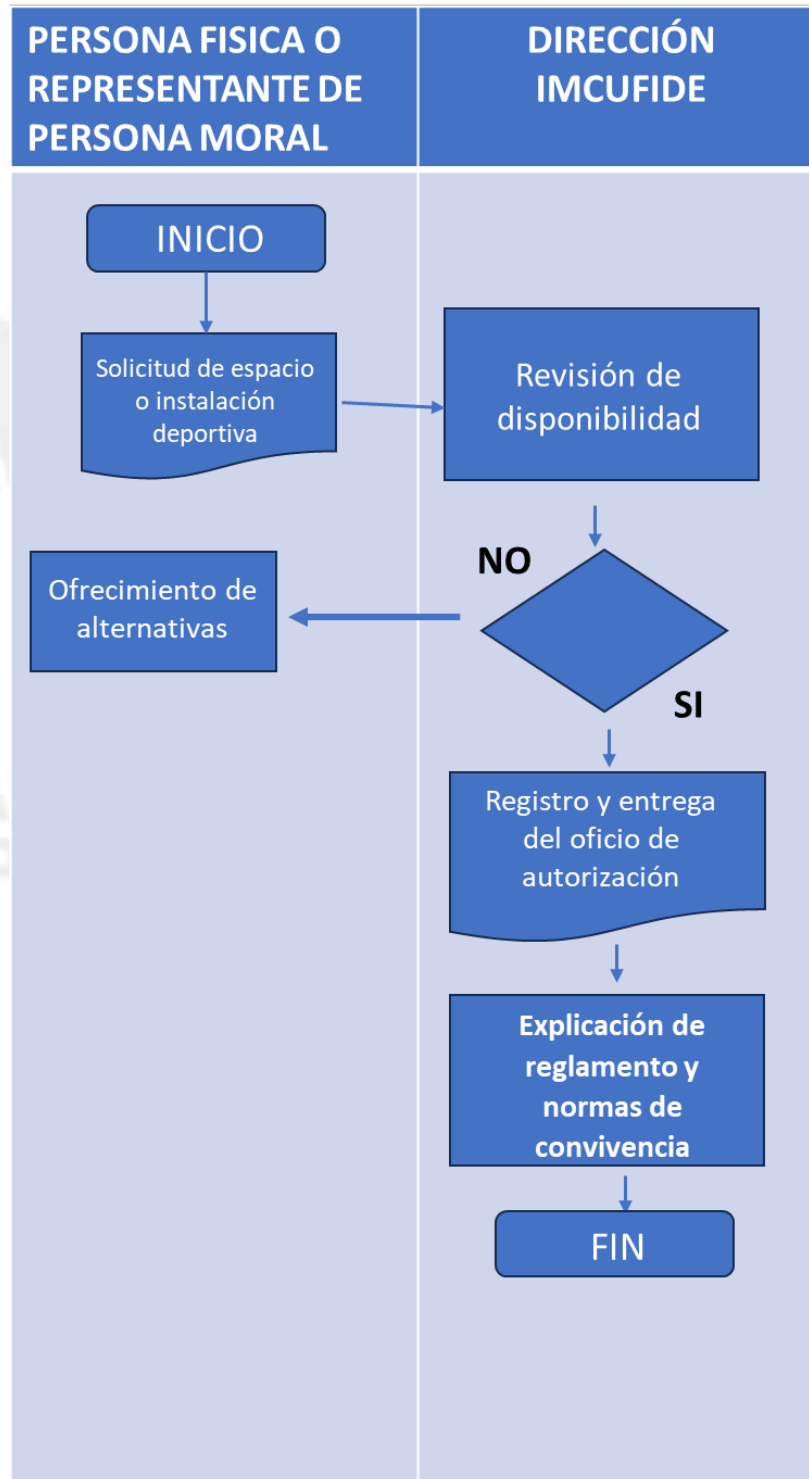 PERSONA FISICA O
REPRESENTANTE DE
PERSONA MORAL
DIRECCIÓN
IMCUFIDE
INICIO
Solicitud de espacio
o instalación
deportiva
Revisión de
disponibilidad
NO
Ofrecimiento de
alternativas
SI
Registro y entrega
del oficio de
autorización
Explicación de
reglamento y
normas de
convivencia
FIN